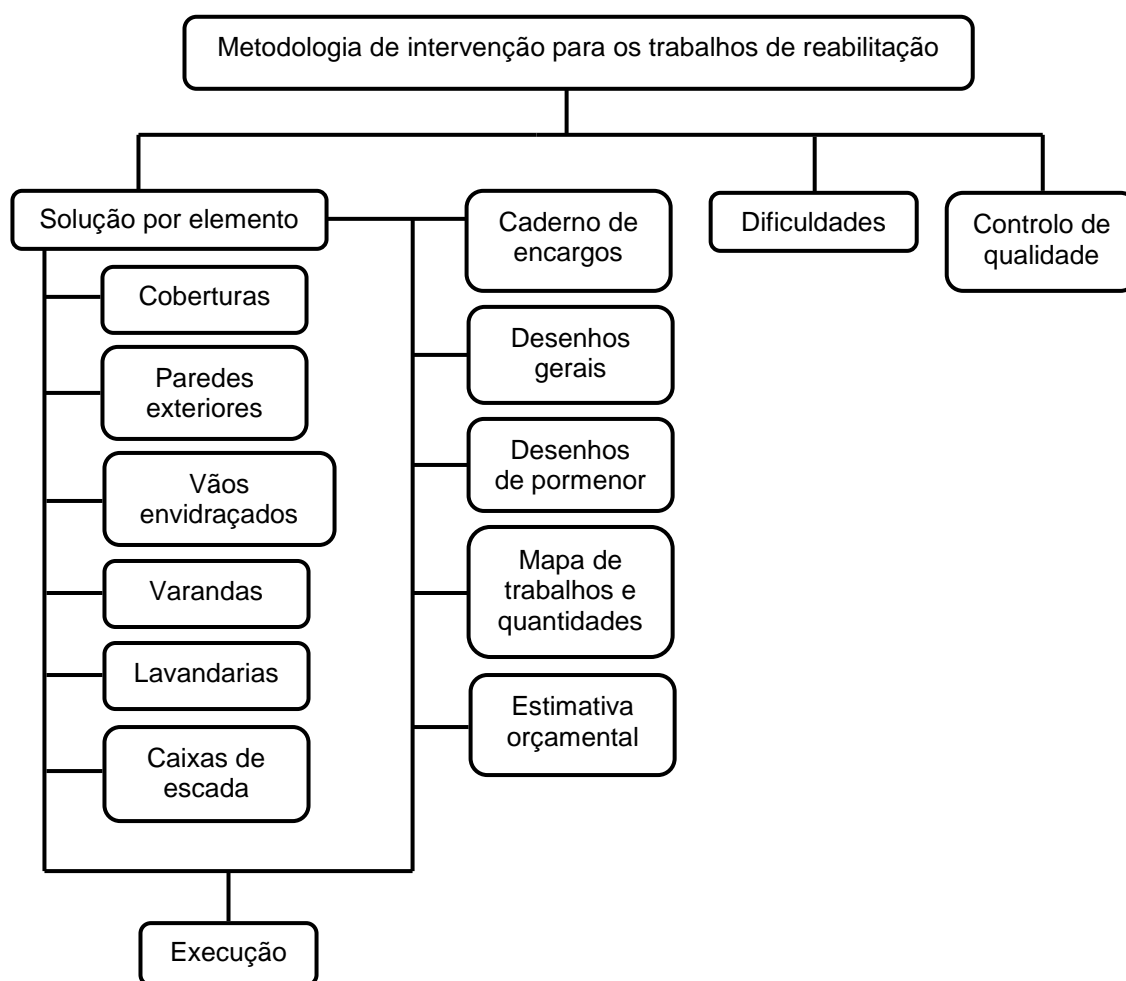 Metodologia de intervenção para os trabalhos de reabilitação
Solução por elemento
Coberturas
Paredes
exteriores
Vãos
envidraçados
Varandas
Lavandarias
Caixas de
escada
Caderno de
encargos
Desenhos
gerais
Desenhos
de pormenor
Mapa de
trabalhos e
quantidades
Estimativa
orçamental
Dificuldades
Controlo de
qualidade
Execução